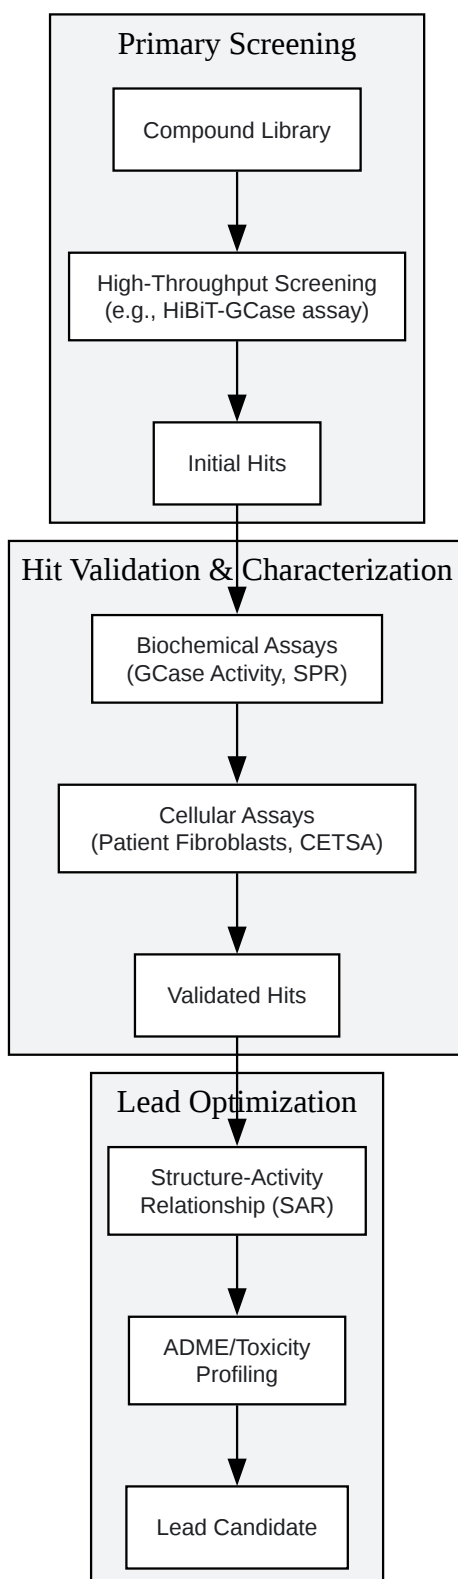 Primary Screening
Compound Library
High-Throughput Screening
(e.g., HiBiT-GCase assay)
Initial Hits
Hit Validation & Characterization
Biochemical Assays
(GCase Activity, SPR)
Cellular Assays
(Patient Fibroblasts, CETSA)
Validated Hits
Lead Optimization
Structure-Activity
Relationship (SAR)
ADME/Toxicity
Profiling
Lead Candidate